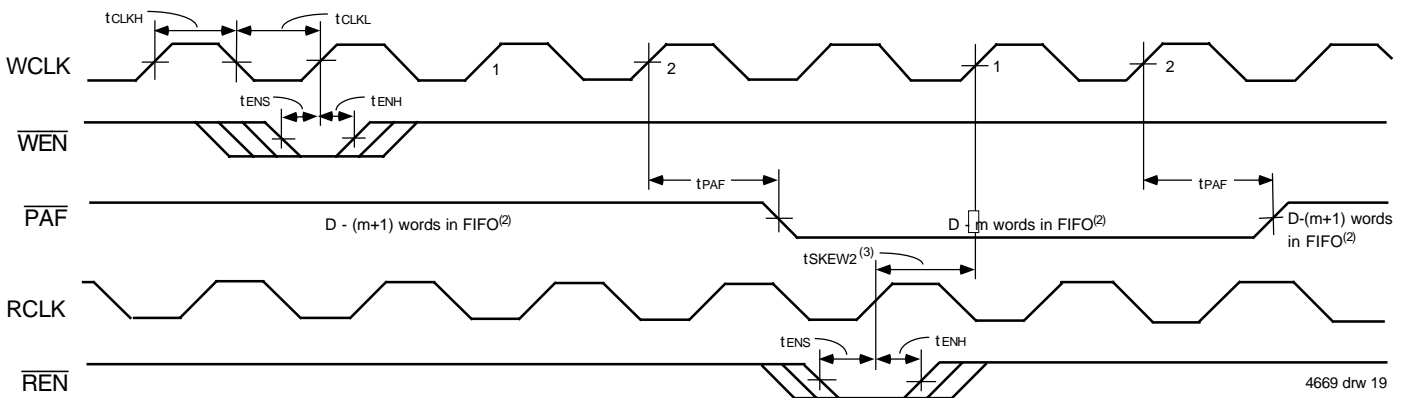 tCLKH
tCLKL
WCLK
1
2
1
2
tENS
tENH
WEN
tPAF
tPAF
PAF
D - (m+1) words in FIFO(2)
D - m words in FIFO(2)
D-(m+1) words
in FIFO(2)
tSKEW2(3)
RCLK
tENS
tENH
REN
4669 drw 19